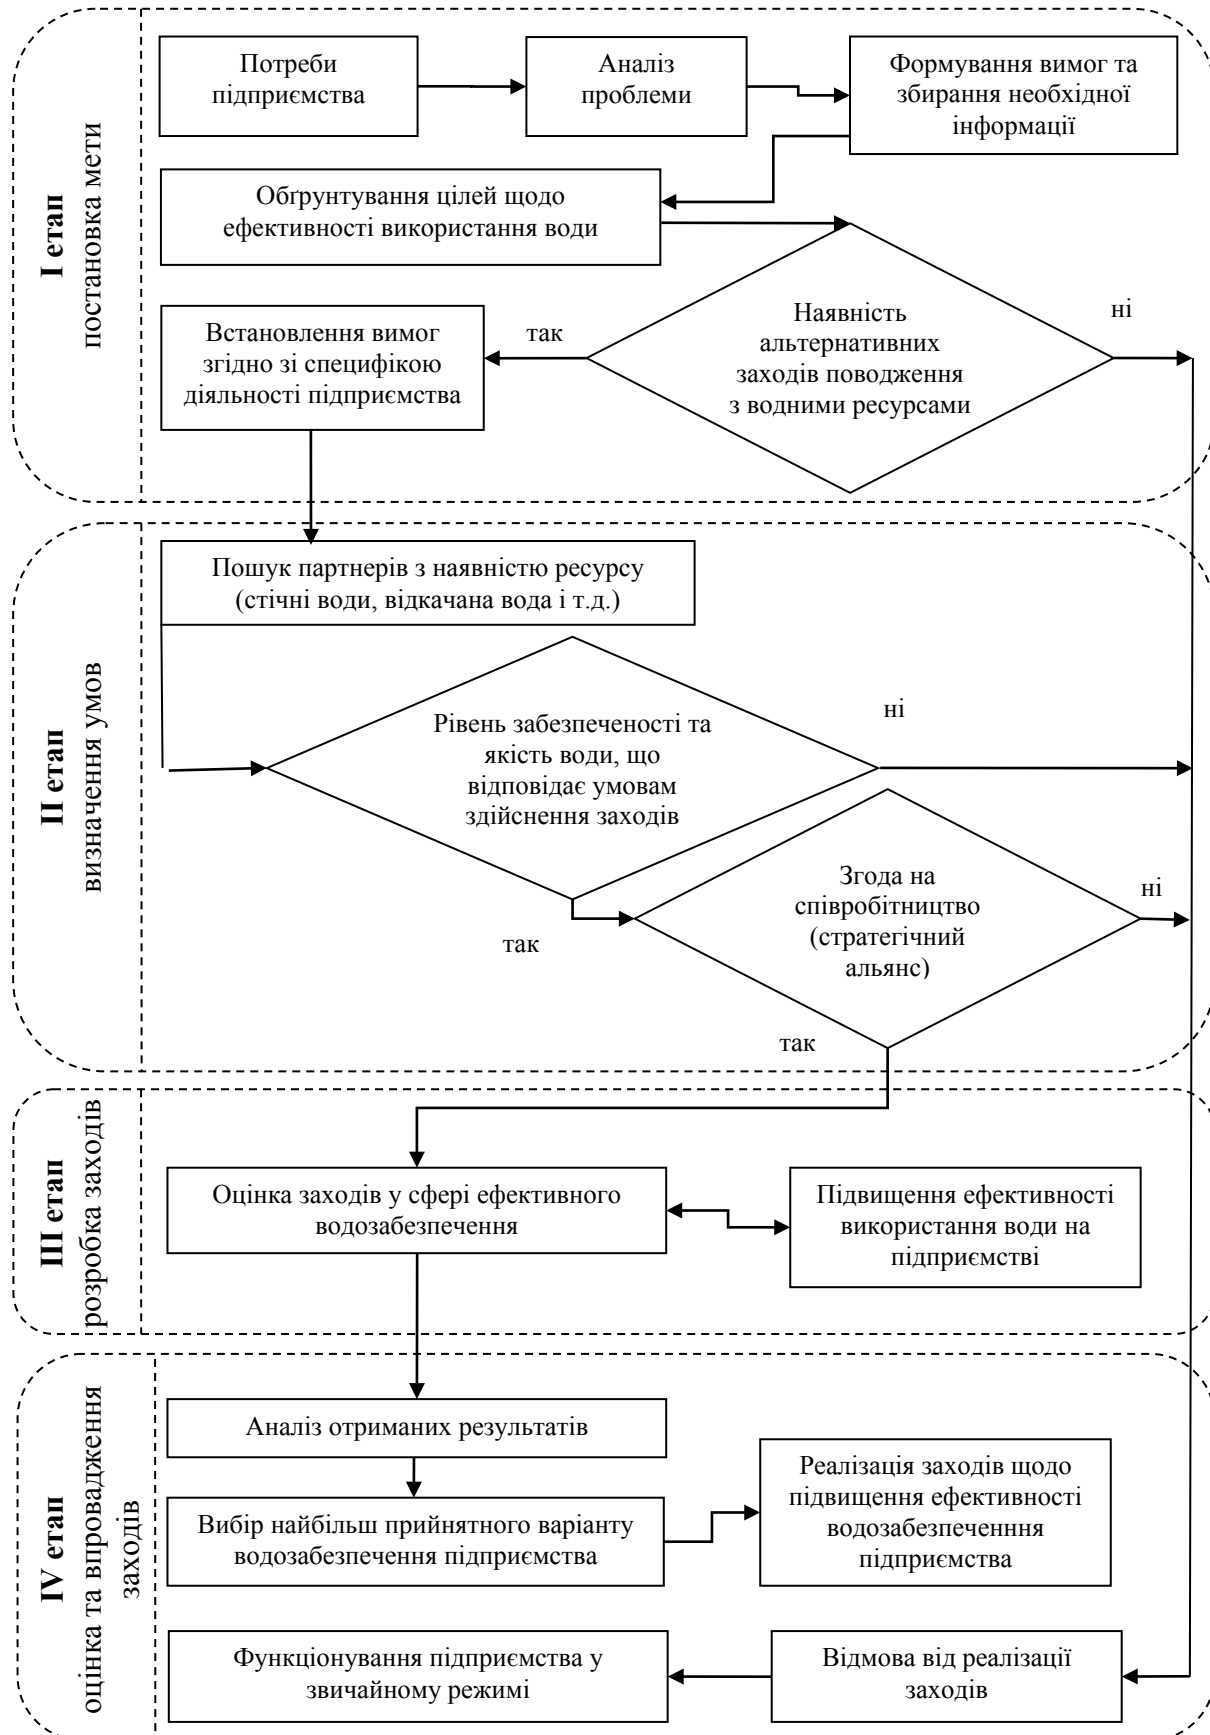 I етап
постановка мети
Потреби
підприємства
Аналіз
проблеми
Формування вимог та
збирання необхідної
інформації
Обґрунтування цілей щодо
ефективності використання води
Встановлення вимог
згідно зі специфікою
діяльності підприємства
так
Наявність
альтернативних
заходів поводження
з водними ресурсами
ні
II етап
визначення умов
Пошук партнерів з наявністю ресурсу
(стічні води, відкачана вода і т.д.)
Рівень забезпеченості та
якість води, що
відповідає умовам
здійснення заходів
ні
так
Згода на
співробітництво
(стратегічний
альянс)
ні
так
III етап
розробка заходів
Оцінка заходів у сфері ефективного
водозабезпечення
Підвищення ефективності
використання води на
підприємстві
IV етап
оцінка та впровадження
заходів
Аналіз отриманих результатів
Вибір найбільш прийнятного варіанту
водозабезпечення підприємства
Реалізація заходів щодо
підвищення ефективності
водозабезпеченння
підприємства
Функціонування підприємства у
звичайному режимі
Відмова від реалізації
заходів